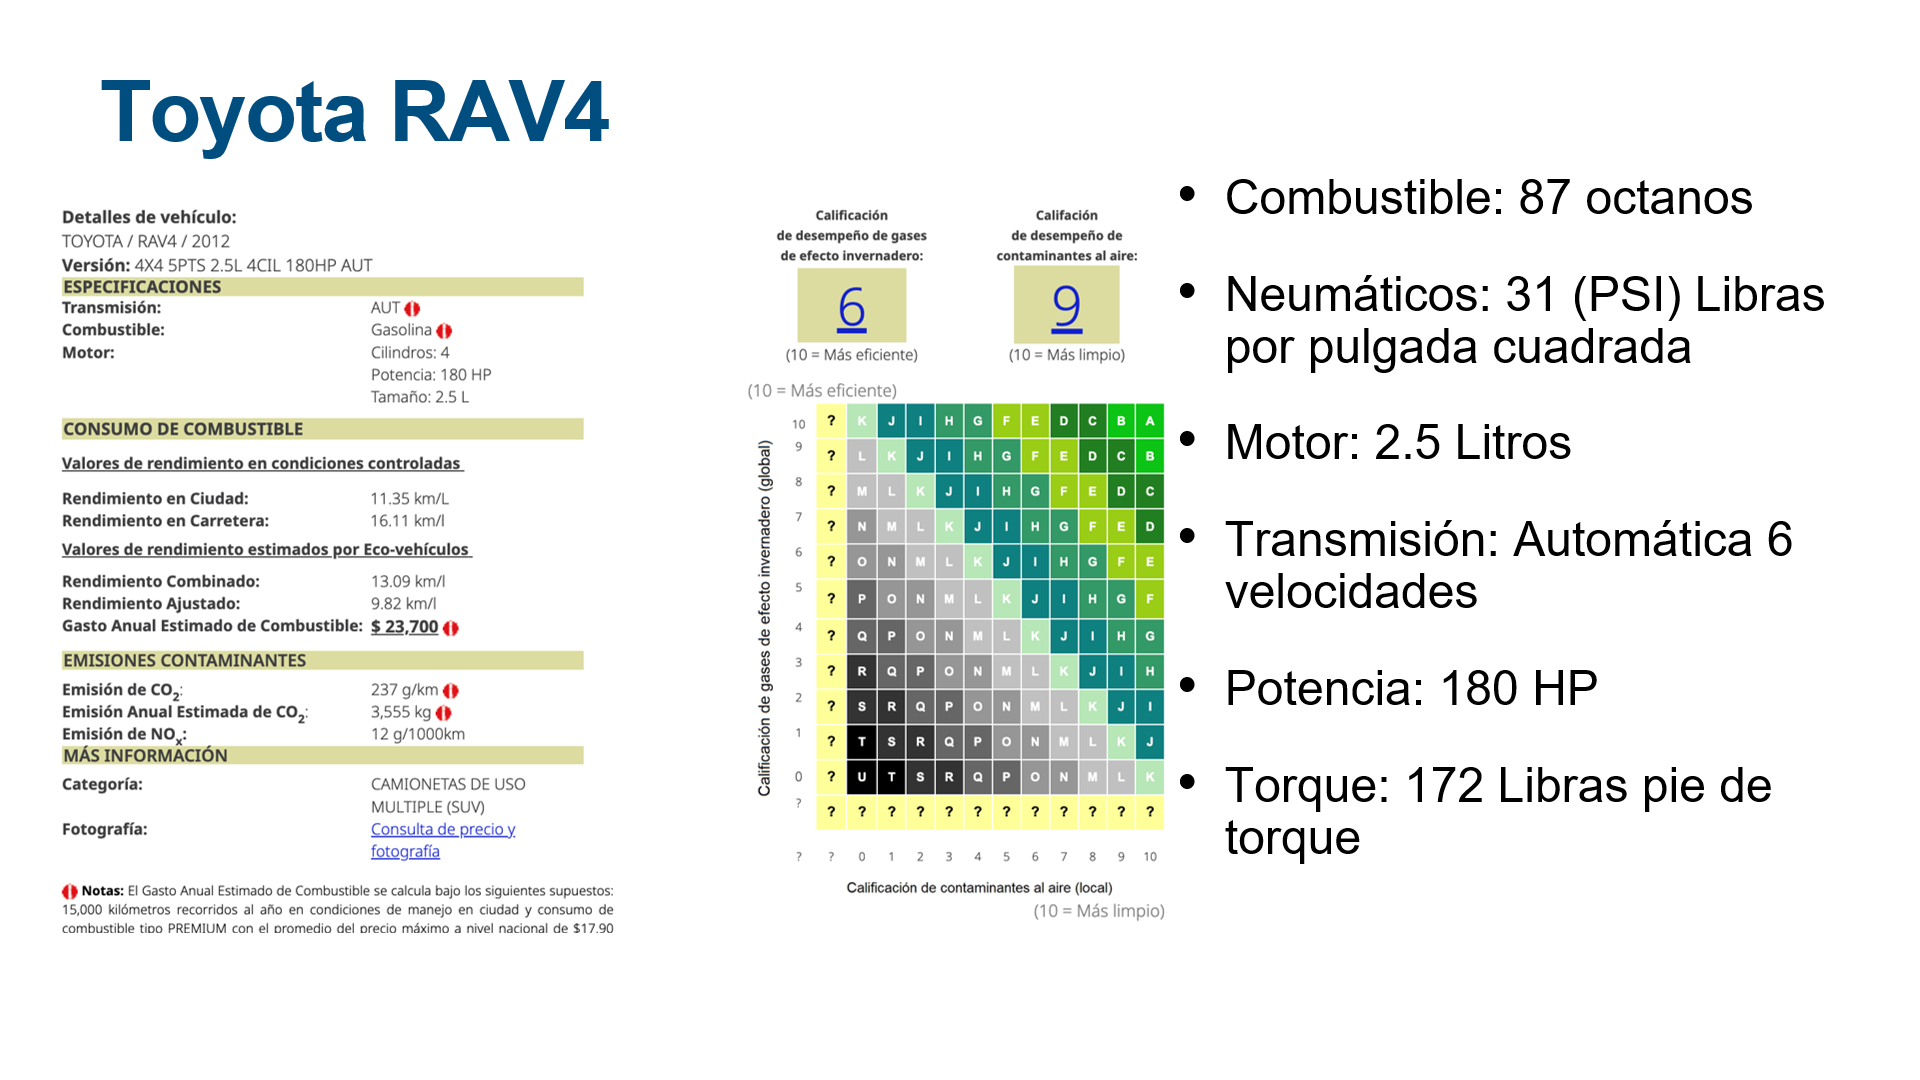 Toyota RAV4
Detalles de vehículo:
TOYOTA / RAV4 / 2012
Versión: 4X4 5PTS 2.5L 4CIL 180HP AUT
ESPECIFICACIONES
Transmisión: AUT
Combustible: Gasolina
Motor: Cilindros: 4
Potencia: 180 HP
Tamaño: 2.5 L
CONSUMO DE COMBUSTIBLE
Valores de rendimiento en condiciones controladas
Rendimiento en Ciudad: 11.35 km/L
Rendimiento en Carretera: 16.11 km/l
Valores de rendimiento estimados por Eco-vehículos
Rendimiento Combinado: 13.09 km/l
Rendimiento Ajustado: 9.82 km/l
Gasto Anual Estimado de Combustible: $ 23,700
EMISIONES CONTAMINANTES
Emisión de CO2: 237 g/km
Emisión Anual Estimada de CO2: 3,555 kg
Emisión de NOx: 12 g/1000km
MÁS INFORMACIÓN
Categoría: CAMIONETAS DE USO
MULTIPLE (SUV)
Fotografía: Consulta de precio y
fotografía
Notas: El Gasto Anual Estimado de Combustible se calcula bajo los siguientes supuestos:
15,000 kilómetros recorridos al año en condiciones de manejo en ciudad y consumo de
combustible tipo PREMIUM con el promedio del precio máximo a nivel nacional de $17.90
Calificación
de desempeño de gases
de efecto invernadero:
6
(10 = Más eficiente)
Califación
de desempeño de
contaminantes al aire:
9
(10 = Más limpio)
(10 = Más eficiente)
Calificación de gases de efecto invernadero (global)
10 ? K J I H G F E D C B A
9 ? L K J I H G F E D C B
8 ? M L K J I H G F E D C
7 ? N M L K J I H G F E D
6 ? O N M L K J I H G F E
5 ? P O N M L K J I H G F
4 ? Q P O N M L K J I H G
3 ? R Q P O N M L K J I H
2 ? S R Q P O N M L K J I
1 ? T S R Q P O N M L K J
0 ? U T S R Q P O N M L K
? ? ? ? ? ? ? ? ? ? ? ? ?
? ? 0 1 2 3 4 5 6 7 8 9 10
Calificación de contaminantes al aire (local)
(10 = Más limpio)
• Combustible: 87 octanos
• Neumáticos: 31 (PSI) Libras
por pulgada cuadrada
• Motor: 2.5 Litros
• Transmisión: Automática 6
velocidades
• Potencia: 180 HP
• Torque: 172 Libras pie de
torque